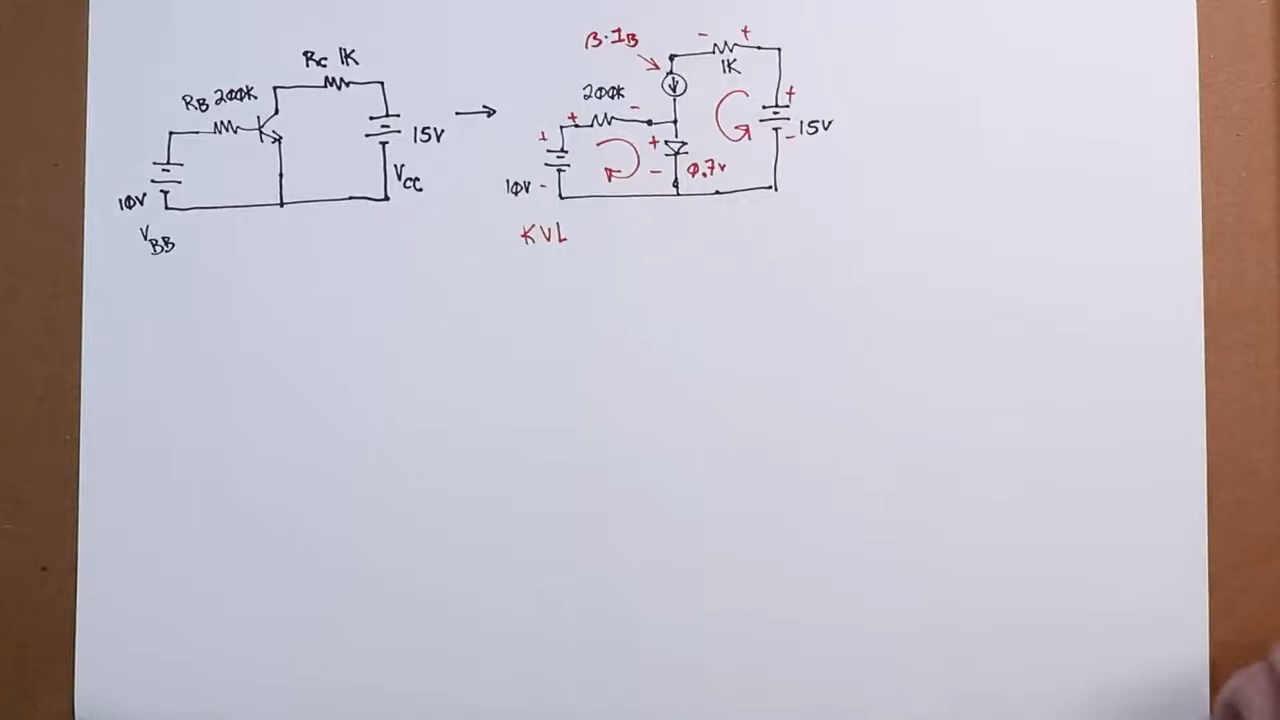 RB 200K
RC 1K
10V
VBB
15V
VCC
β·IB
- +
1K
200K
+ -
+
10V -
+
-
0.7V
+
- 15V
KVL